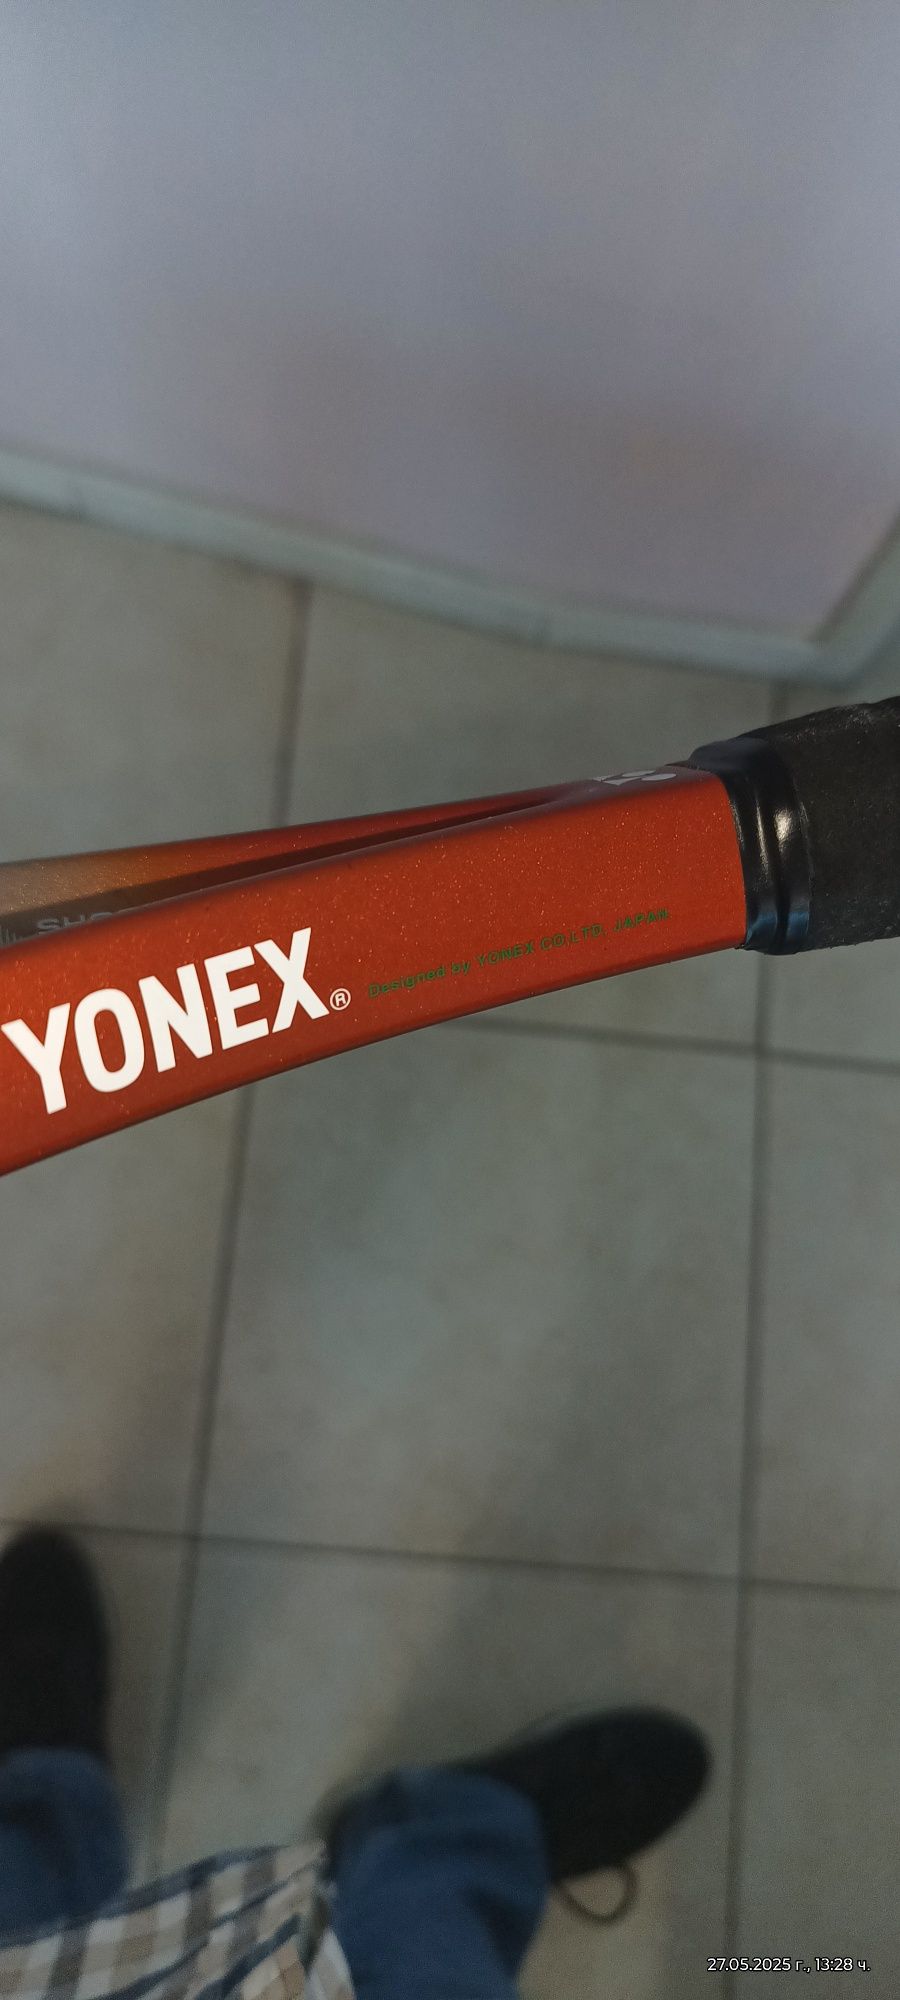 YONEX®
Designed by YONEX CO.,LTD. JAPAN
27.05.2025 г., 13:28 ч.